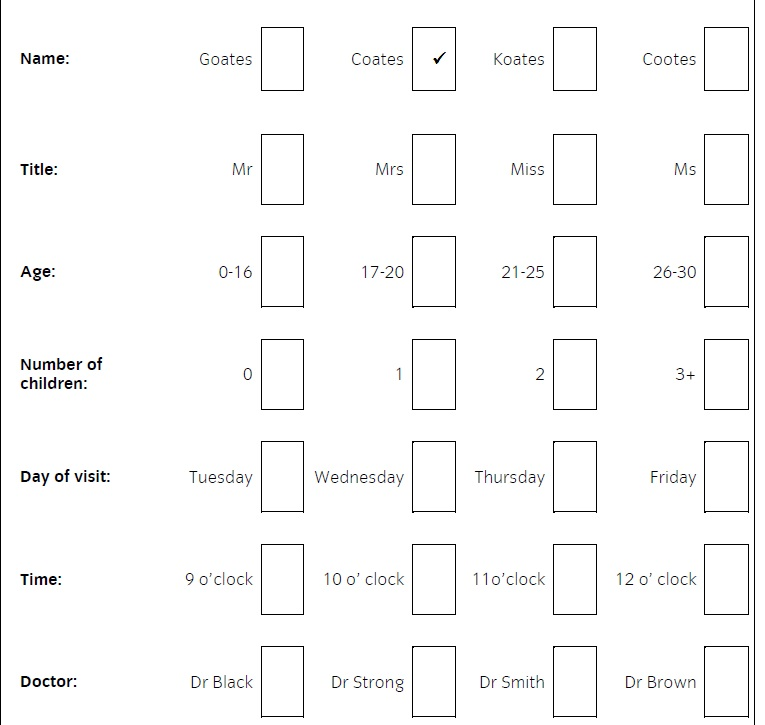 Name: Goates Coates ✓ Koates Cootes
Title: Mr Mrs Miss Ms
Age: 0-16 17-20 21-25 26-30
Number of
children: 0 1 2 3+
Day of visit: Tuesday Wednesday Thursday Friday
Time: 9 o'clock 10 o' clock 11o'clock 12 o' clock
Doctor: Dr Black Dr Strong Dr Smith Dr Brown